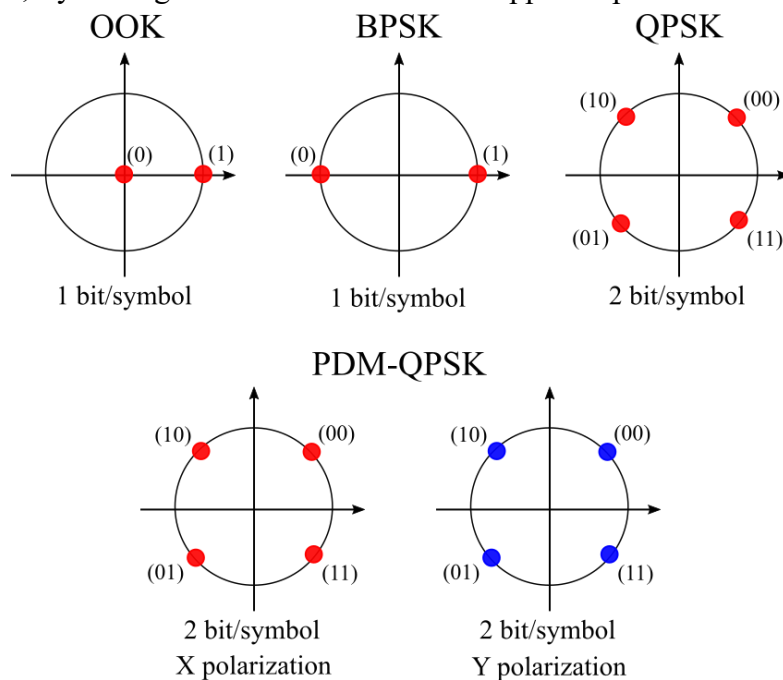 OOK BPSK QPSK
(0) (1) (0) (1) (10) (00) (01) (11)
1 bit/symbol 1 bit/symbol 2 bit/symbol
PDM-QPSK
(10) (00) (10) (00)
(01) (11) (01) (11)
2 bit/symbol 2 bit/symbol
X polarization Y polarization